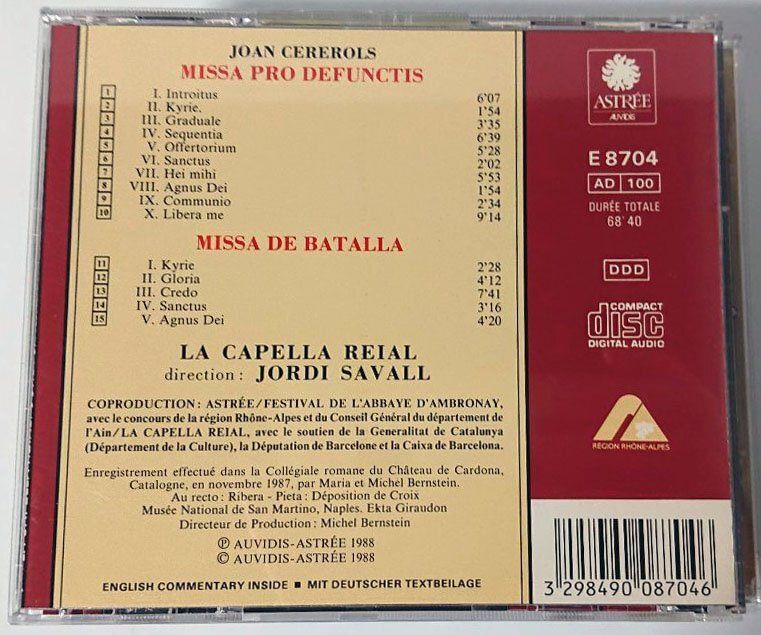 JOAN CEREROLS
MISSA PRO DEFUNCTIS
1 I. Introitus 6'07
2 II. Kyrie. 1'54
3 III. Graduale 3'35
4 IV. Sequentia 6'39
5 V. Offertorium 5'28
6 VI. Sanctus 2'02
7 VII. Hei mihi 5'53
8 VIII. Agnus Dei 1'54
9 IX. Communio 2'34
10 X. Libera me 9'14
MISSA DE BATALLA
11 I. Kyrie 2'28
12 II. Gloria 4'12
13 III. Credo 7'41
14 IV. Sanctus 3'16
15 V. Agnus Dei 4'20
LA CAPELLA REIAL
direction : JORDI SAVALL
COPRODUCTION : ASTRÉE/FESTIVAL DE L'ABBAYE D'AMBRONAY,
avec le concours de la région Rhône-Alpes et du Conseil Général du département de
l'Ain/LA CAPELLA REIAL, avec le soutien de la Generalitat de Catalunya
(Département de la Culture), la Députation de Barcelone et la Caixa de Barcelona.
Enregistrement effectué dans la Collégiale romane du Château de Cardona,
Catalogne, en novembre 1987, par Maria et Michel Bernstein.
Au recto : Ribera - Pieta : Déposition de Croix
Musée National de San Martino, Naples. Ekta Giraudon
Directeur de Production : Michel Bernstein
℗ AUVIDIS-ASTRÉE 1988
© AUVIDIS-ASTRÉE 1988
ENGLISH COMMENTARY INSIDE ■ MIT DEUTSCHER TEXTBEILAGE
ASTRÉE
AUVIDIS
E 8704
AD 100
DURÉE TOTALE
68'40
DDD
COMPACT
disc
DIGITAL AUDIO
RÉGION RHÔNE-ALPES
3 298490 087046